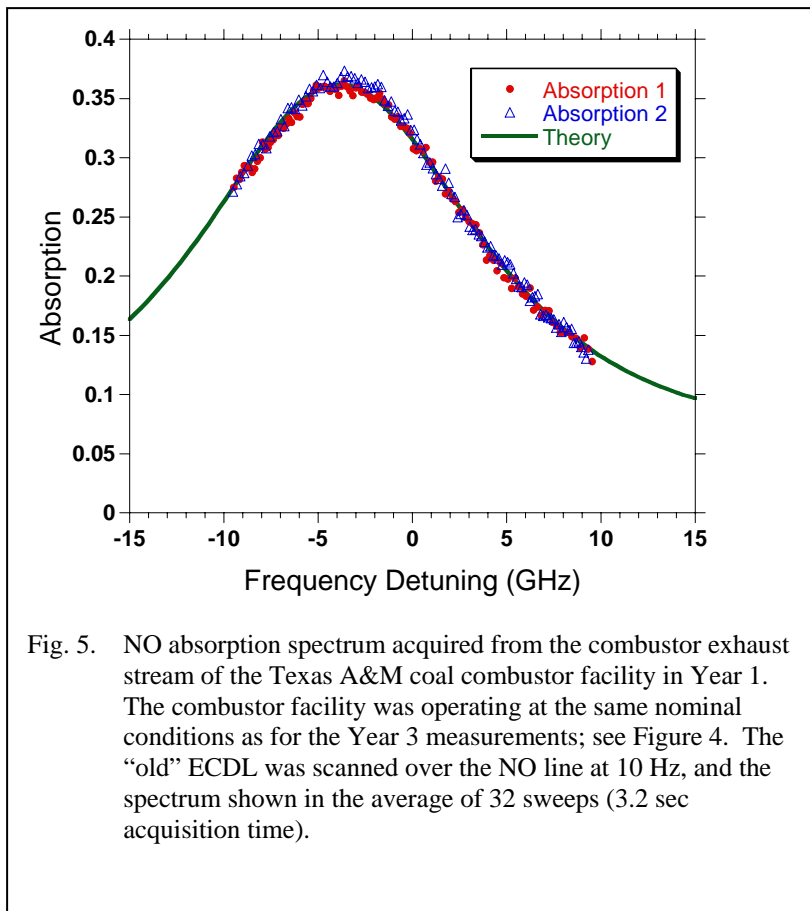 0.4
0.35
0.3
0.25
0.2
0.15
0.1
0.05
0
Absorption
Absorption 1
Absorption 2
Theory
-15 -10 -5 0 5 10 15
Frequency Detuning (GHz)
Fig. 5. NO absorption spectrum acquired from the combustor exhaust
stream of the Texas A&M coal combustor facility in Year 1.
The combustor facility was operating at the same nominal
conditions as for the Year 3 measurements; see Figure 4. The
“old” ECDL was scanned over the NO line at 10 Hz, and the
spectrum shown in the average of 32 sweeps (3.2 sec
acquisition time).